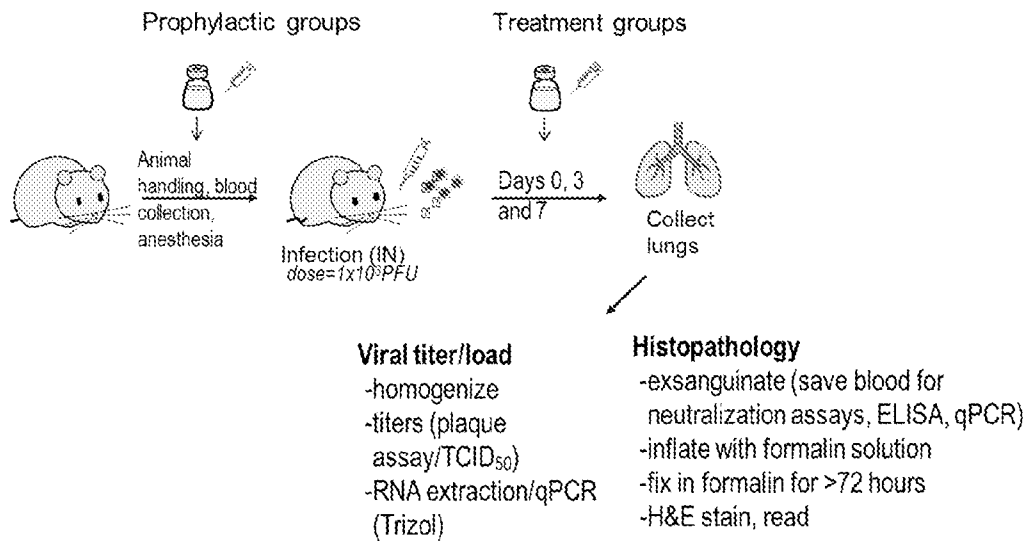 Prophylactic groups
Treatment groups
Animal
handling, blood
collection,
anesthesia
Infection (IN)
dose=1x10 PFU
Days 0, 3
and 7
Collect
lungs
Viral titer/load
-homogenize
-titers (plaque
assay/TCID₅₀)
-RNA extraction/qPCR
(Trizol)
Histopathology
-exsanguinate (save blood for
neutralization assays, ELISA, qPCR)
-inflate with formalin solution
-fix in formalin for >72 hours
-H&E stain, read